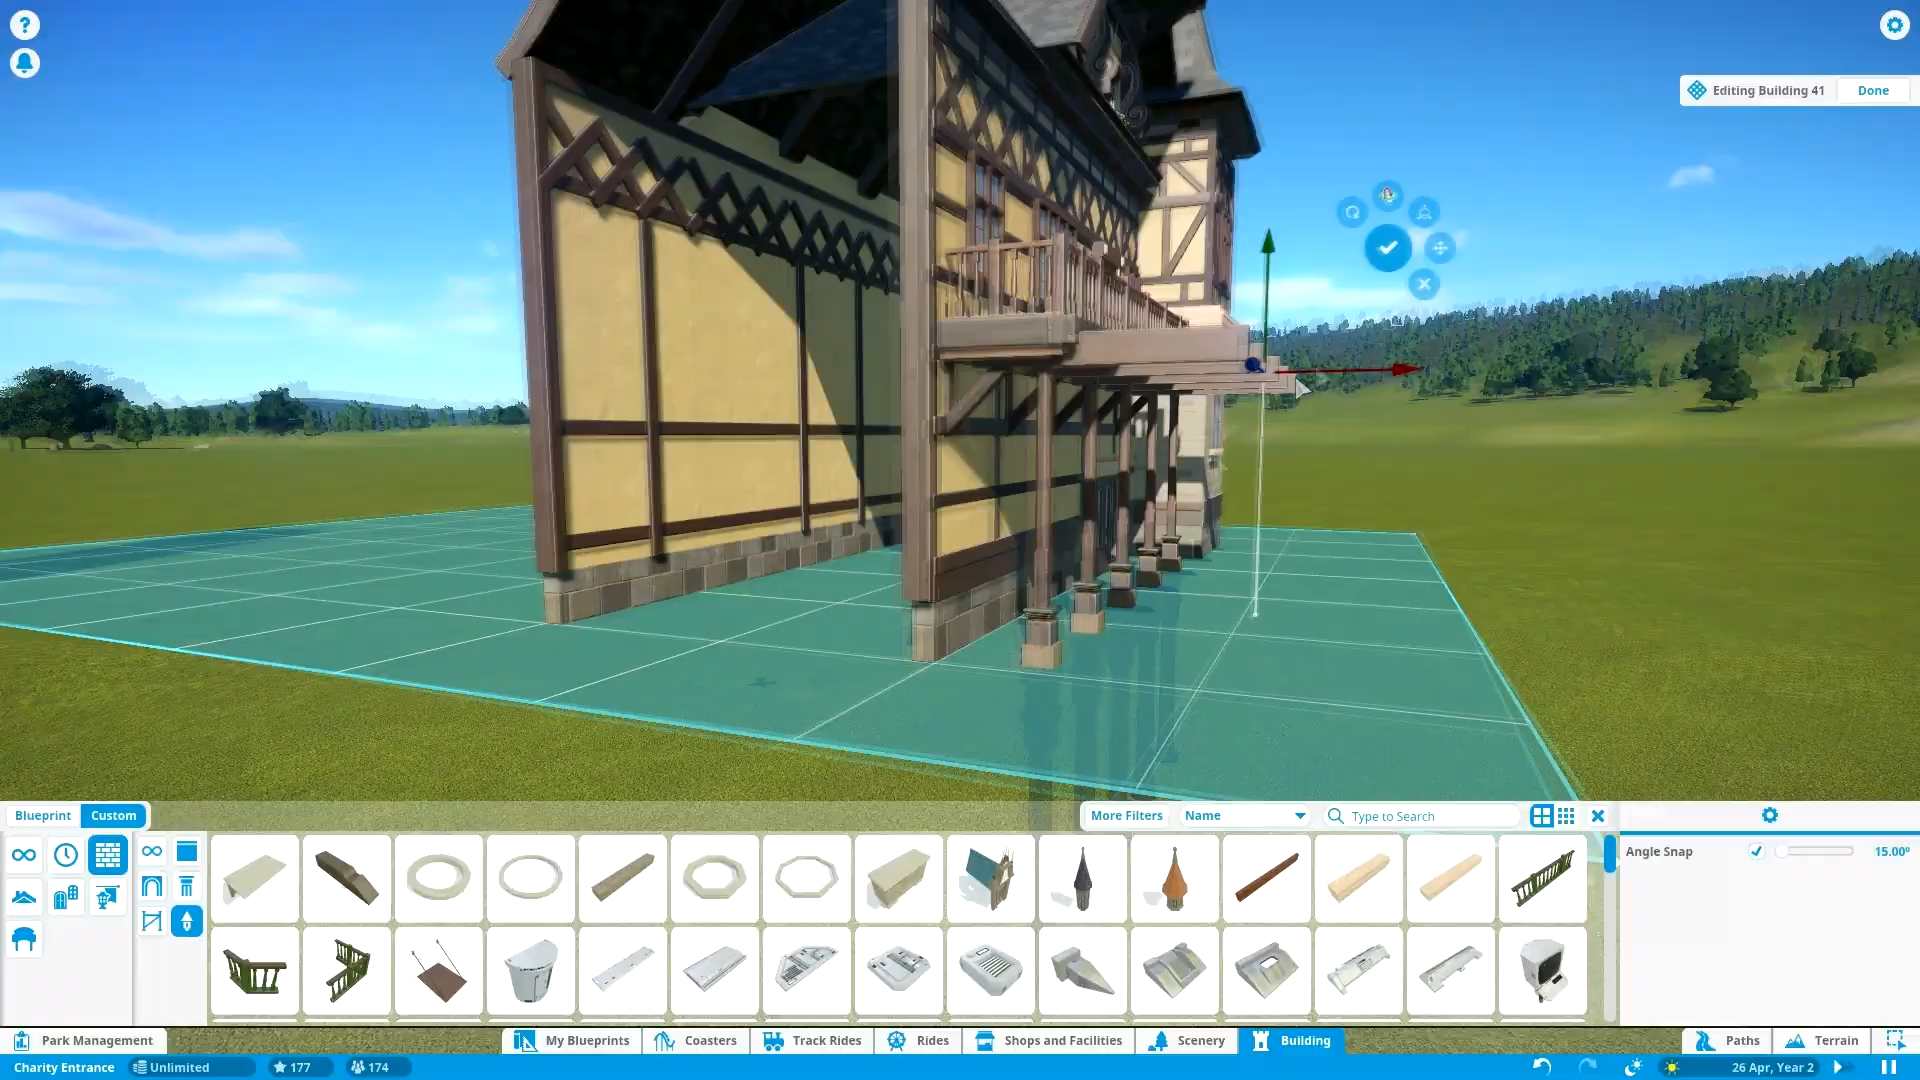 ?
Editing Building 41
Done
Blueprint
Custom
More Filters
Name
Type to Search
Angle Snap
15.00°
Park Management
My Blueprints
Coasters
Track Rides
Rides
Shops and Facilities
Scenery
Building
Paths
Terrain
Charity Entrance
Unlimited
177
174
26 Apr, Year 2